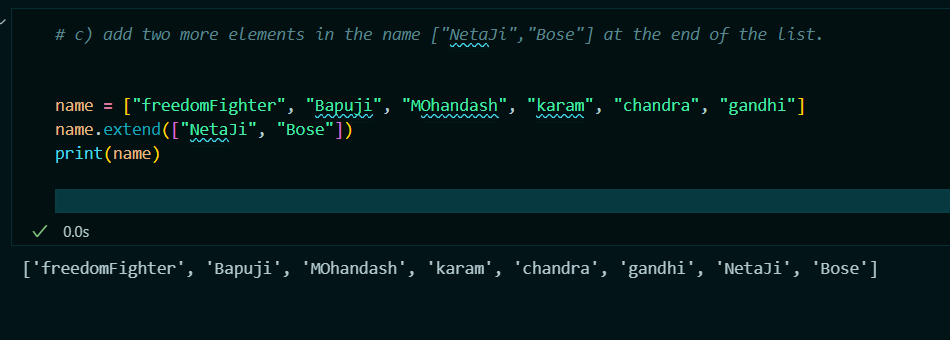 # c) add two more elements in the name ["NetaJi","Bose"] at the end of the list.
name = ["freedomFighter", "Bapuji", "MOhandash", "karam", "chandra", "gandhi"]
name.extend(["NetaJi", "Bose"])
print(name)
0.0s
['freedomFighter', 'Bapuji', 'MOhandash', 'karam', 'chandra', 'gandhi', 'NetaJi', 'Bose']